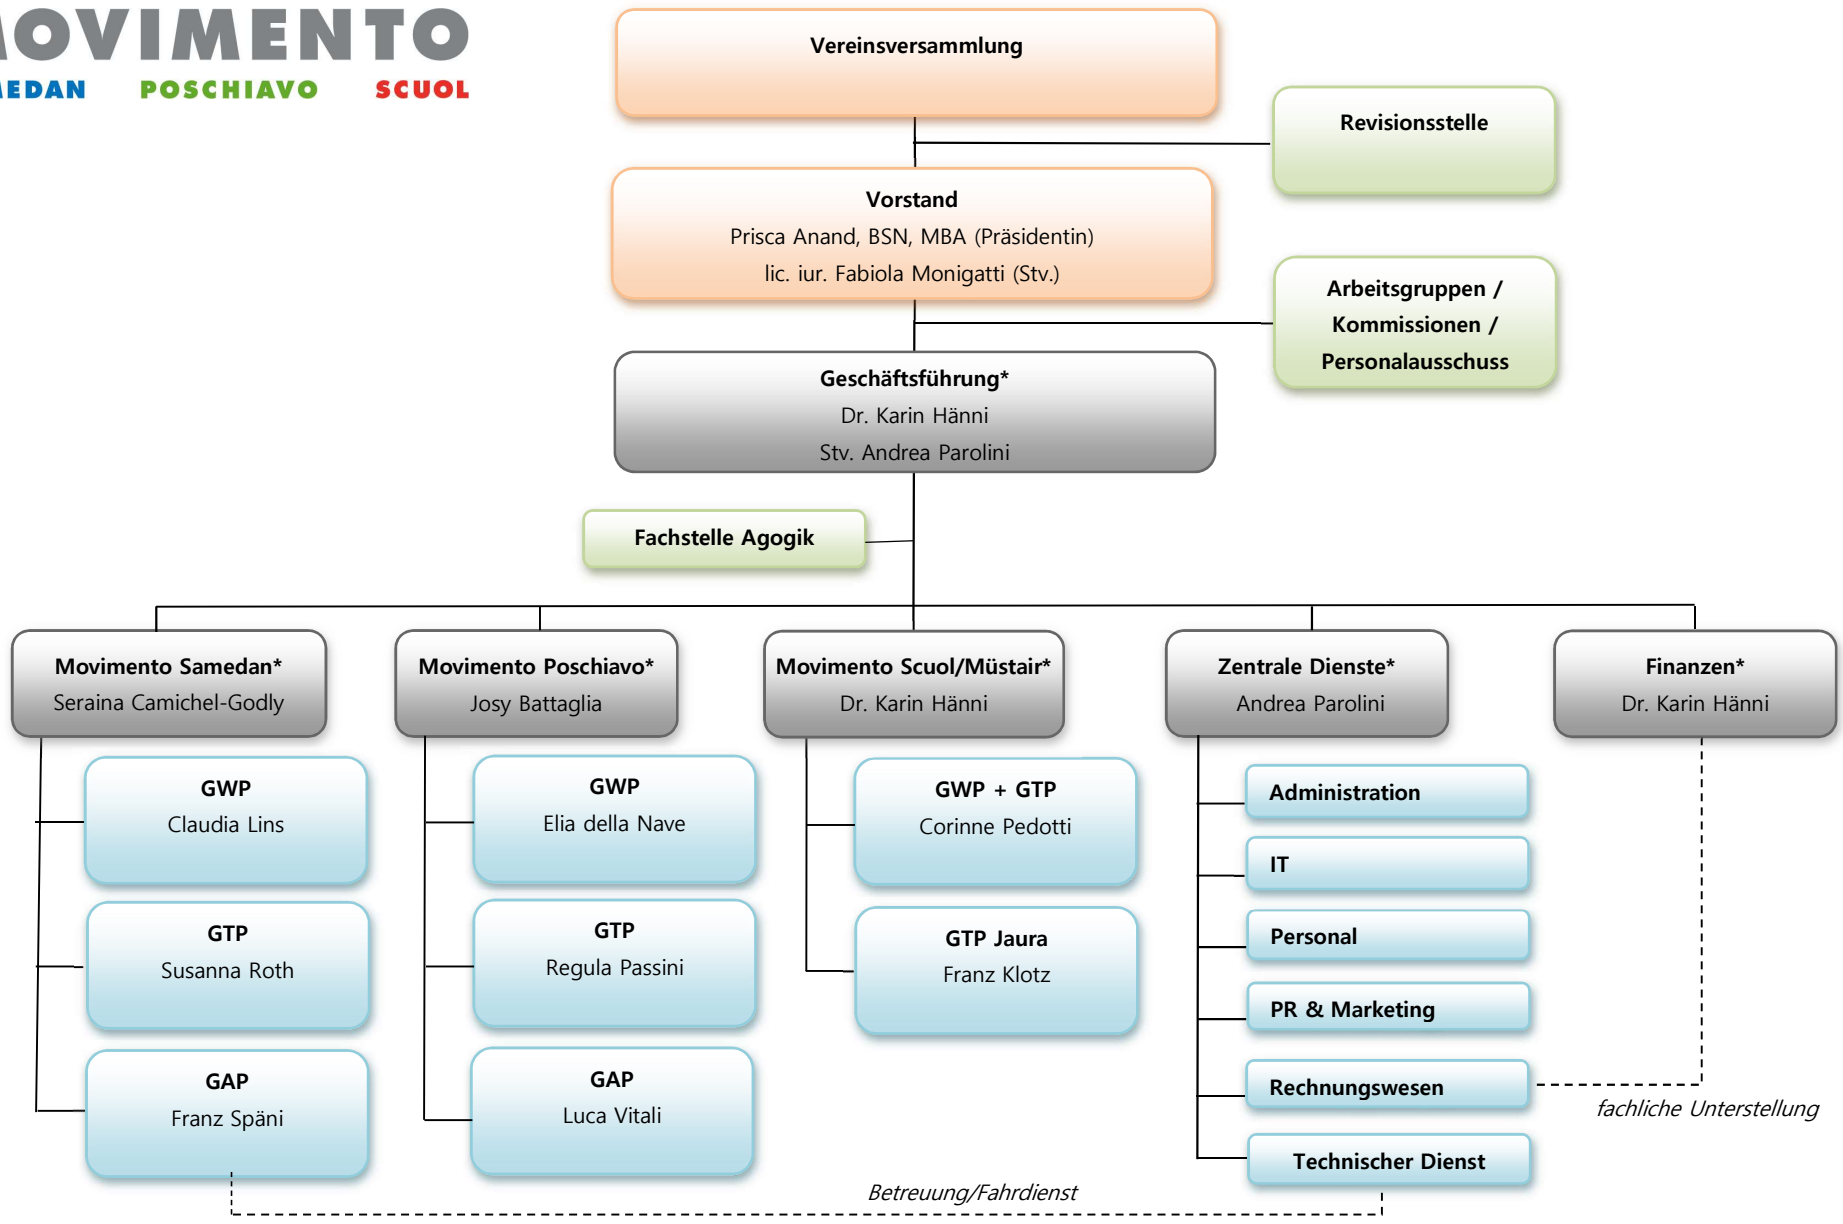 MOVIMENTO
MEDAN POSCHIAVO SCUOL
Vereinsversammlung
Revisionsstelle
Vorstand
Prisca Anand, BSN, MBA (Präsidentin)
lic. iur. Fabiola Monigatti (Stv.)
Arbeitsgruppen /
Kommissionen /
Personalausschuss
Geschäftsführung*
Dr. Karin Hänni
Stv. Andrea Parolini
Fachstelle Agogik
Movimento Samedan*
Seraina Camichel-Godly
Movimento Poschiavo*
Josy Battaglia
Movimento Scuol/Müstair*
Dr. Karin Hänni
Zentrale Dienste*
Andrea Parolini
Finanzen*
Dr. Karin Hänni
GWP
Claudia Lins
GTP
Susanna Roth
GAP
Franz Späni
GWP
Elia della Nave
GTP
Regula Passini
GAP
Luca Vitali
GWP + GTP
Corinne Pedotti
GTP Jaura
Franz Klotz
Administration
IT
Personal
PR & Marketing
Rechnungswesen
Technischer Dienst
fachliche Unterstellung
Betreuung/Fahrdienst